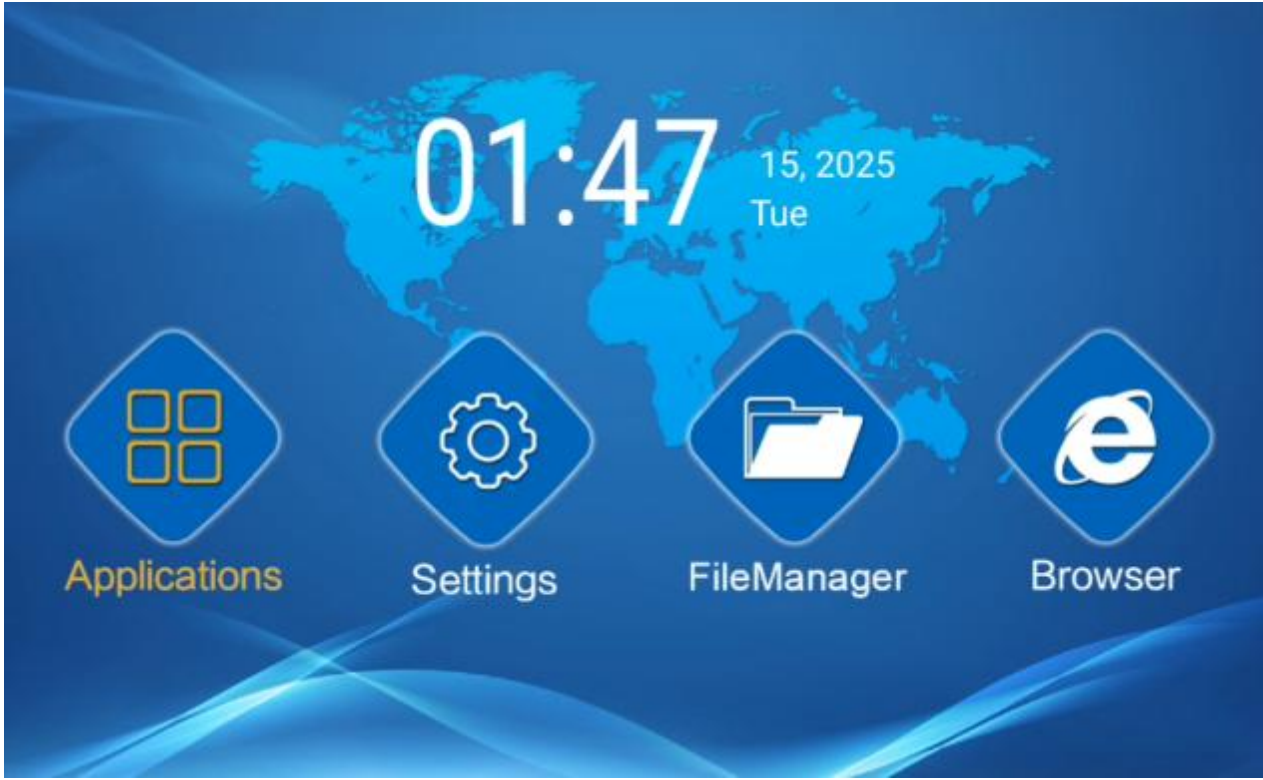 01:47
15, 2025
Tue
Applications
Settings
FileManager
Browser